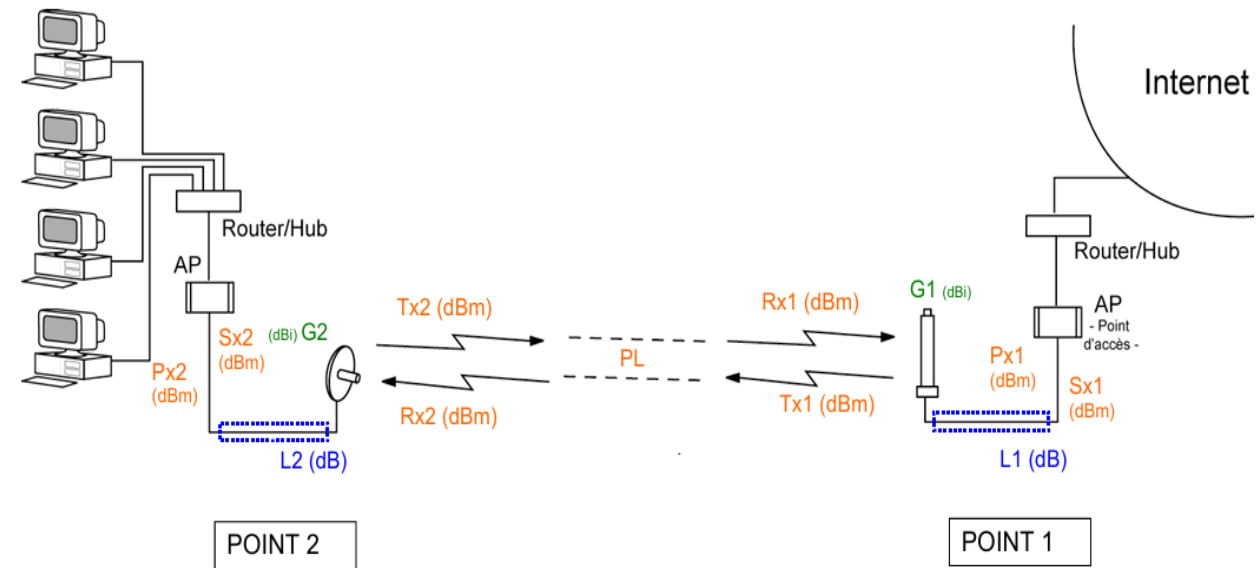 Internet
Router/Hub
AP
Sx2 (dBi) G2
(dBm)
Px2
(dBm)
L2 (dB)
Tx2 (dBm)
Rx2 (dBm)
PL
Rx1 (dBm)
Tx1 (dBm)
G1 (dBi)
Router/Hub
AP
- Point
d'accès -
Px1
(dBm)
Sx1
(dBm)
L1 (dB)
POINT 2
POINT 1